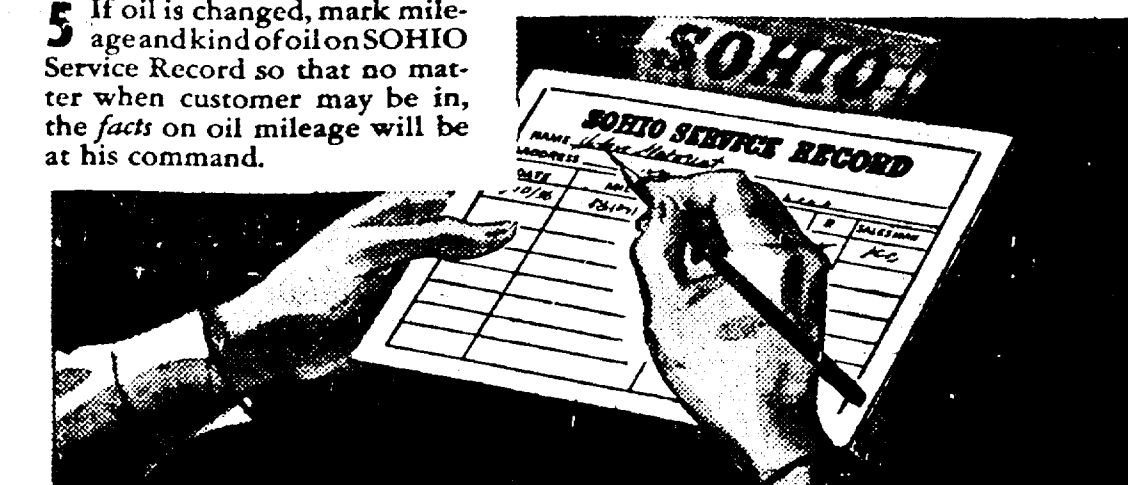 5 If oil is changed, mark mile-
age and kind of oil on SOHIO
Service Record so that no mat-
ter when customer may be in,
the facts on oil mileage will be
at his command.
SOHIO
SOHIO SERVICE RECORD
NAME
ADDRESS
DATE
SALESMAN